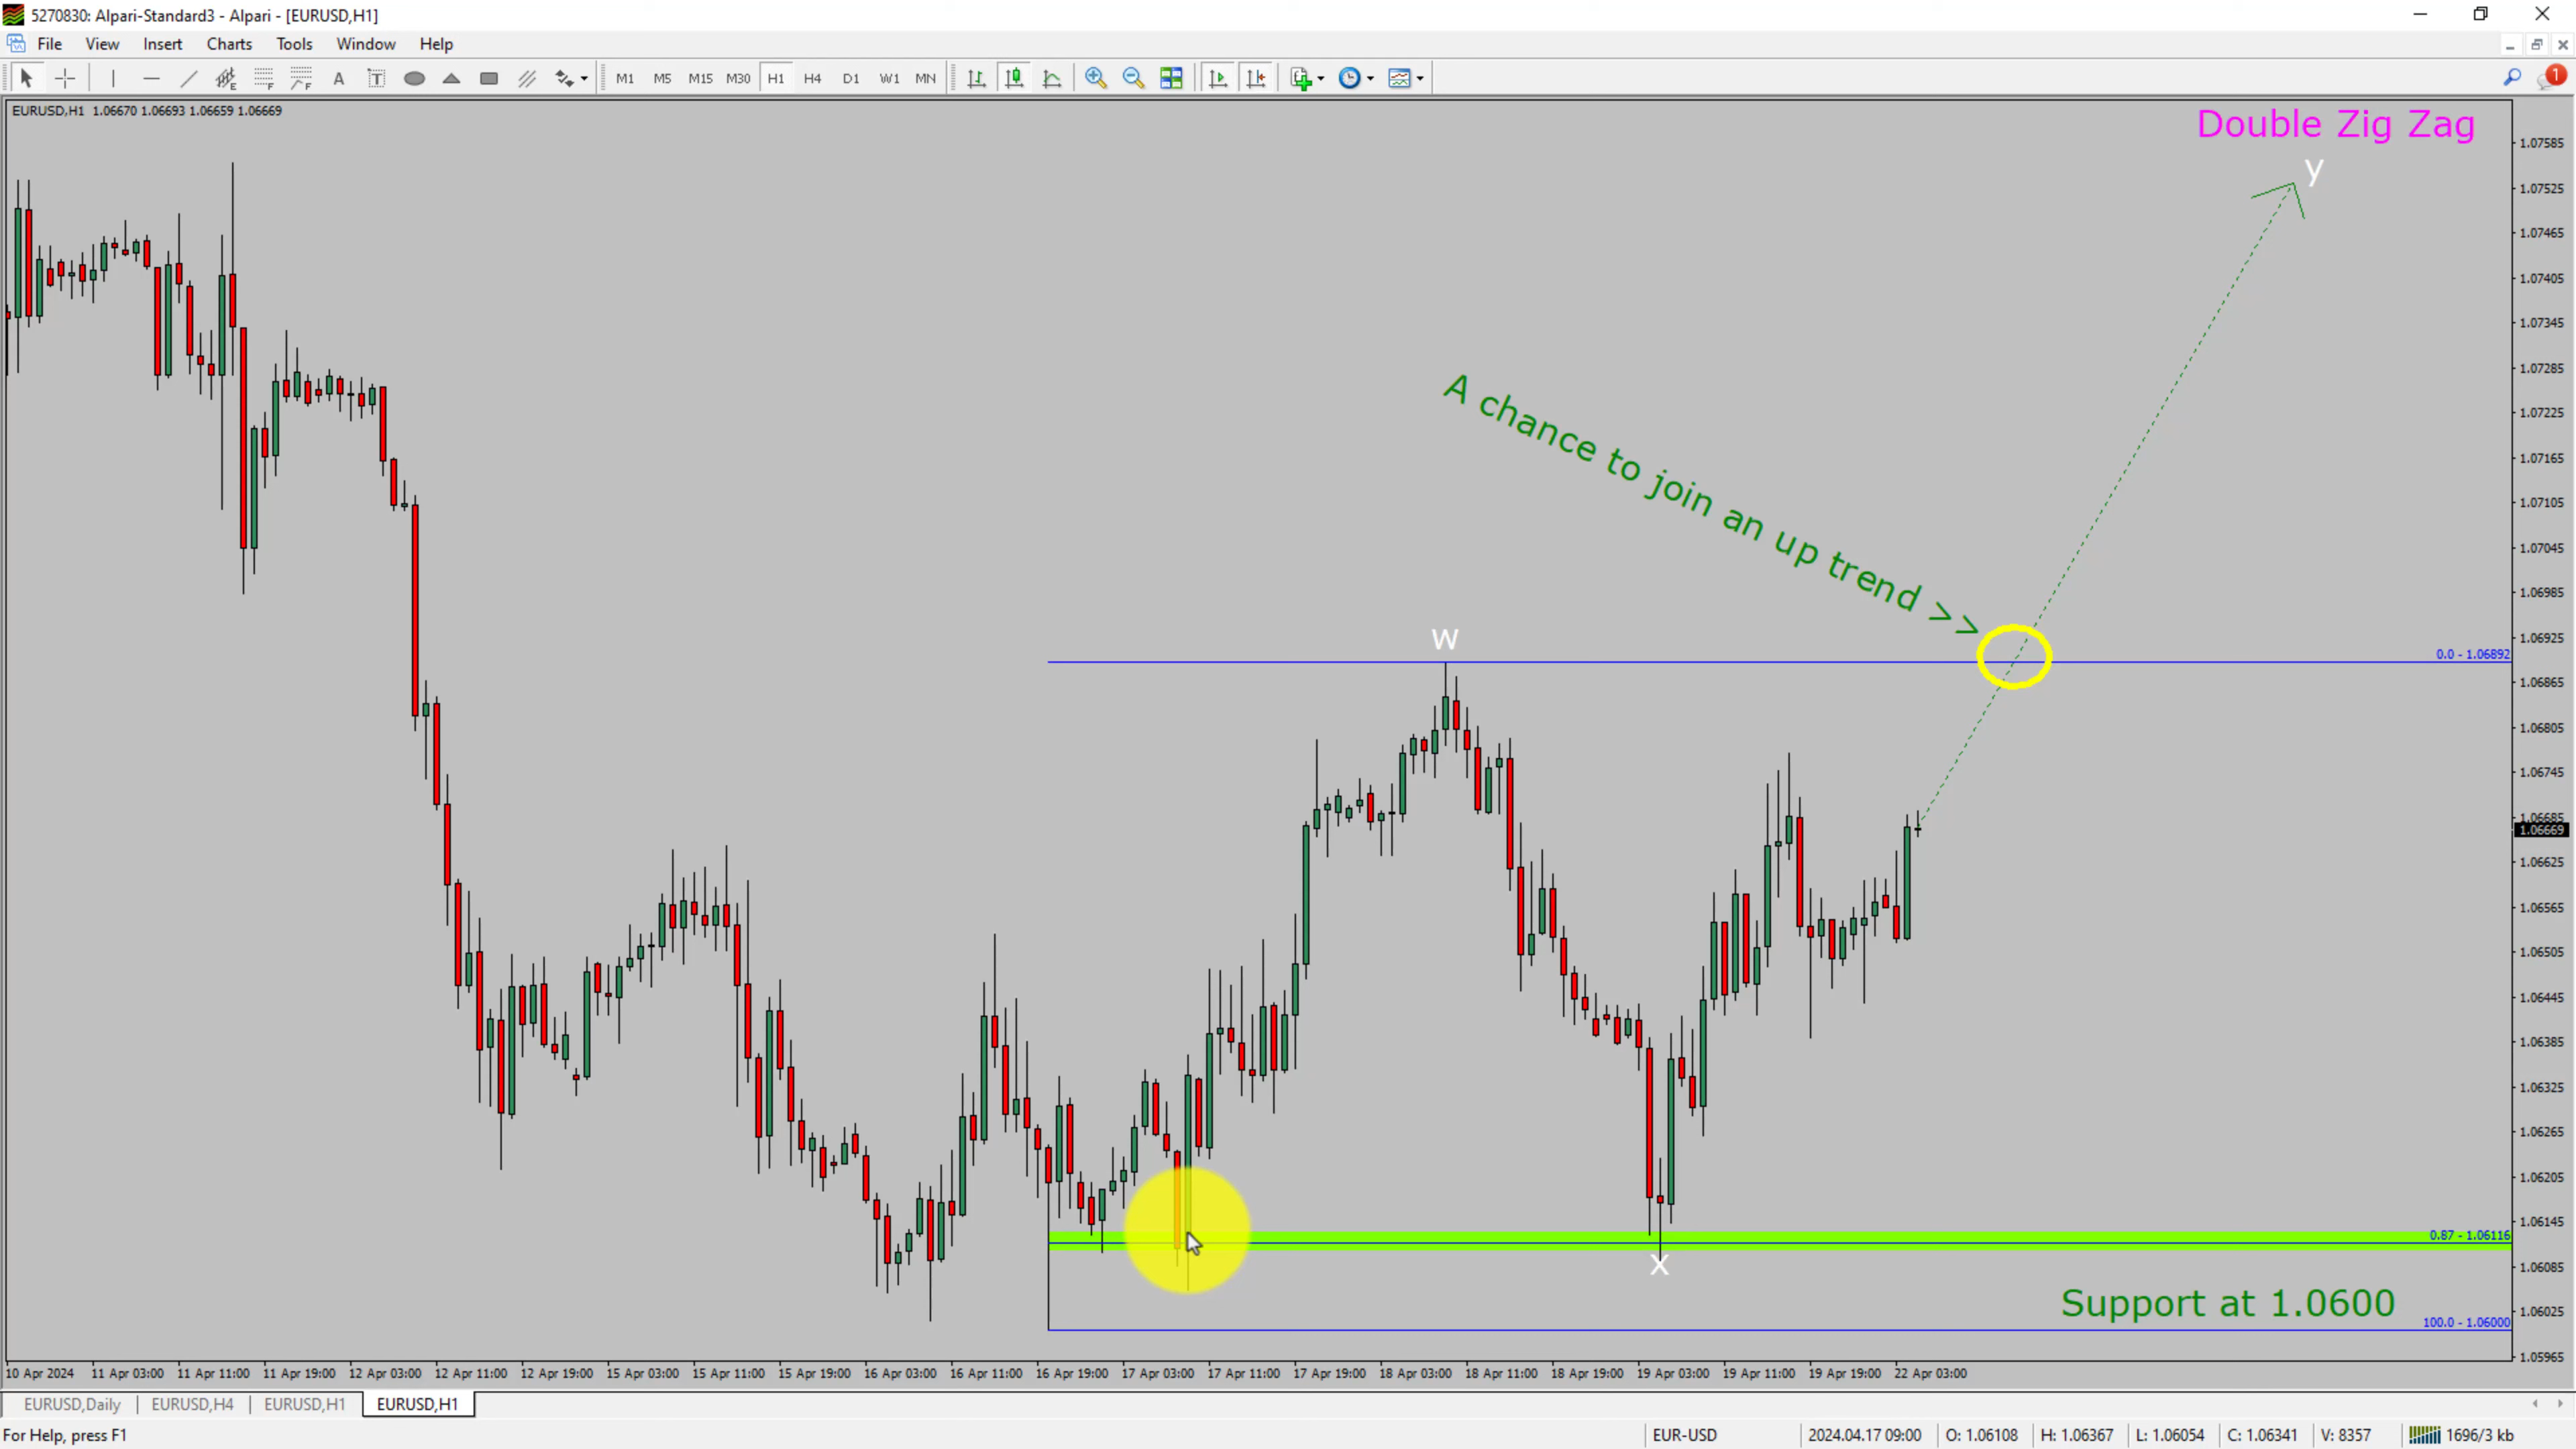 5270830: Alpari-Standard3 - Alpari - [EURUSD,H1]
File View Insert Charts Tools Window Help
A T M1 M5 M15 M30 H1 H4 D1 W1 MN 1
EURUSD,H1 1.06670 1.06693 1.06659 1.06669
Double Zig Zag
y
1.07585
1.07525
1.07465
1.07405
1.07345
1.07285
1.07225
1.07165
1.07105
1.07045
1.06985
1.06925
A chance to join an up trend >>
w
0.0 - 1.06892
1.06865
1.06805
1.06745
1.06685
1.06669
1.06625
1.06565
1.06505
1.06445
1.06385
1.06325
1.06265
1.06205
1.06145
0.87 - 1.06116
x
1.06085
Support at 1.0600
1.06025
100.0 - 1.06000
1.05965
10 Apr 2024 11 Apr 03:00 11 Apr 11:00 11 Apr 19:00 12 Apr 03:00 12 Apr 11:00 12 Apr 19:00 15 Apr 03:00 15 Apr 11:00 15 Apr 19:00 16 Apr 03:00 16 Apr 11:00 16 Apr 19:00 17 Apr 03:00 17 Apr 11:00 17 Apr 19:00 18 Apr 03:00 18 Apr 11:00 18 Apr 19:00 19 Apr 03:00 19 Apr 11:00 19 Apr 19:00 22 Apr 03:00
EURUSD,Daily EURUSD,H4 EURUSD,H1 EURUSD,H1
For Help, press F1 EUR-USD 2024.04.17 09:00 O: 1.06108 H: 1.06367 L: 1.06054 C: 1.06341 V: 8357 1696/3 kb